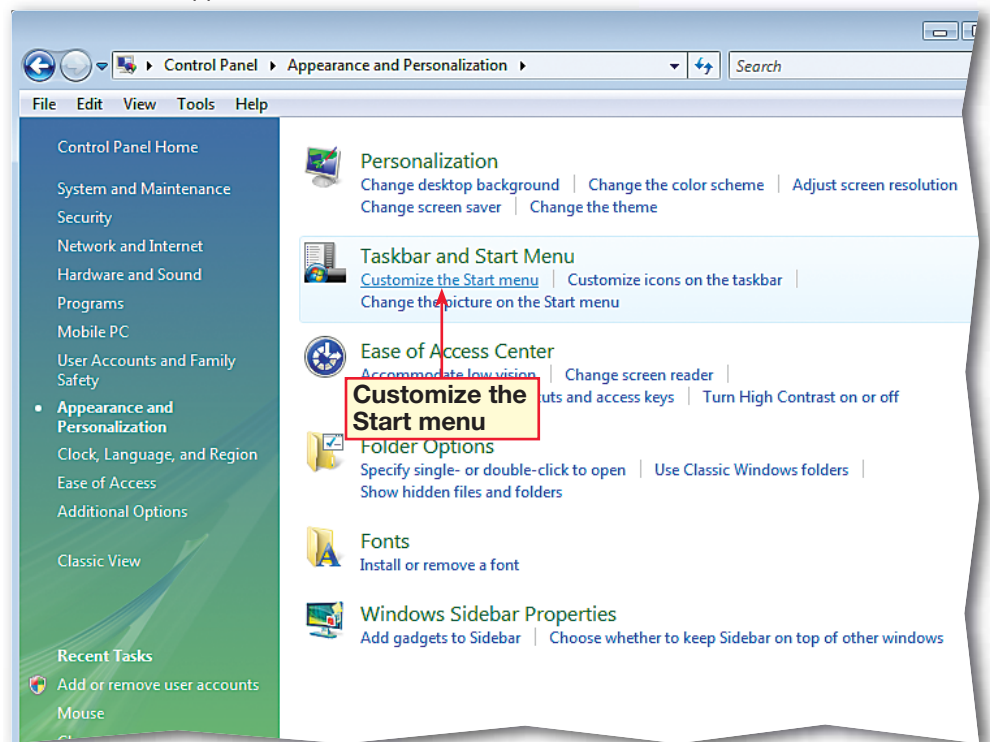 Control Panel Appearance and Personalization Search
File Edit View Tools Help
Control Panel Home
System and Maintenance
Security
Network and Internet
Hardware and Sound
Programs
Mobile PC
User Accounts and Family
Safety
Appearance and
Personalization
Clock, Language, and Region
Ease of Access
Additional Options
Classic View
Recent Tasks
Add or remove user accounts
Mouse
Personalization
Change desktop background Change the color scheme Adjust screen resolution
Change screen saver Change the theme
Taskbar and Start Menu
Customize the Start menu Customize icons on the taskbar
Change the picture on the Start menu
Ease of Access Center
Accommodate low vision Change screen reader
and access keys Turn High Contrast on or off
Customize the
Start menu
Folder Options
Specify single- or double-click to open Use Classic Windows folders
Show hidden files and folders
Fonts
Install or remove a font
Windows Sidebar Properties
Add gadgets to Sidebar Choose whether to keep Sidebar on top of other windows